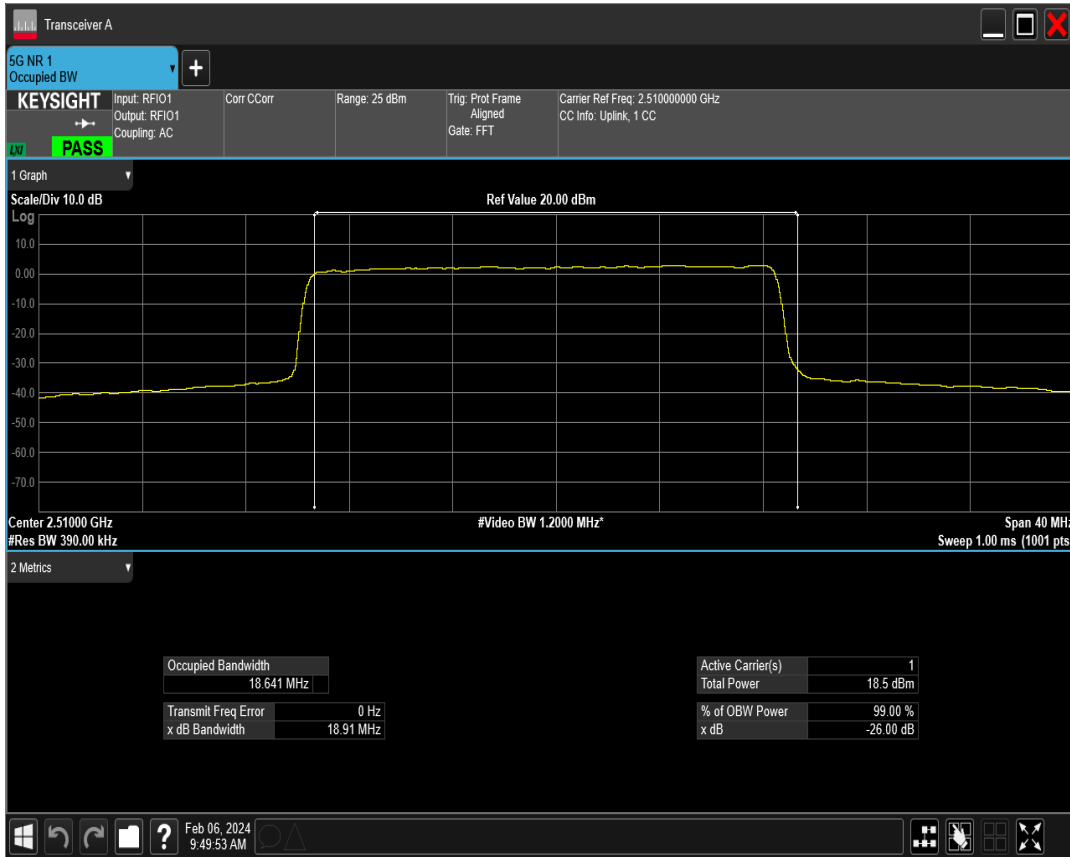 Transceiver A
5G NR 1
Occupied BW
KEYSIGHT
LXI
PASS
Input: RFIO1
Output: RFIO1
Coupling: AC
Corr CCorr
Range: 25 dBm
Trig: Prot Frame
Aligned
Gate: FFT
Carrier Ref Freq: 2.510000000 GHz
CC Info: Uplink, 1 CC
1 Graph
Scale/Div 10.0 dB
Ref Value 20.00 dBm
Log
10.0
0.00
-10.0
-20.0
-30.0
-40.0
-50.0
-60.0
-70.0
Center 2.51000 GHz
#Video BW 1.2000 MHz*
Span 40 MHz
#Res BW 390.00 kHz
Sweep 1.00 ms (1001 pts
2 Metrics
Occupied Bandwidth
18.641 MHz
Transmit Freq Error 0 Hz
x dB Bandwidth 18.91 MHz
Active Carrier(s) 1
Total Power 18.5 dBm
% of OBW Power 99.00 %
x dB -26.00 dB
?
Feb 06, 2024
9:49:53 AM